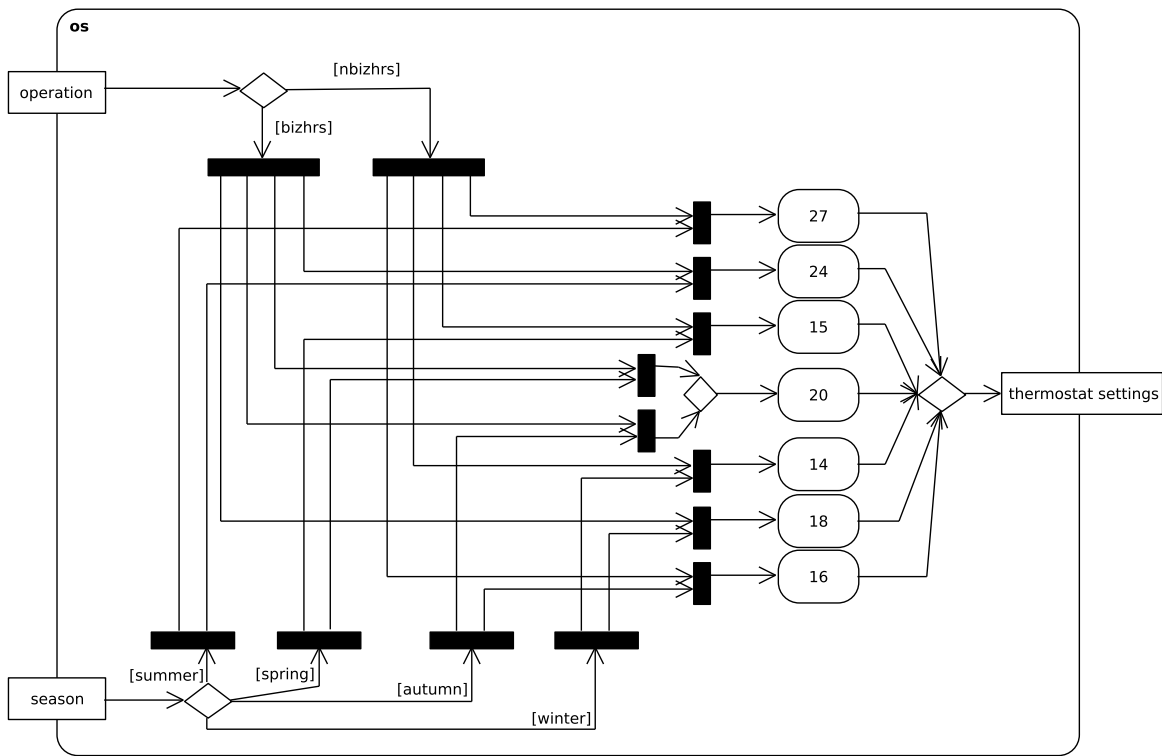 os
[nbizhrs]
operation
[bizhrs]
27
24
15
20
14
18
16
thermostat settings
[summer]
[spring]
[autumn]
season
[winter]